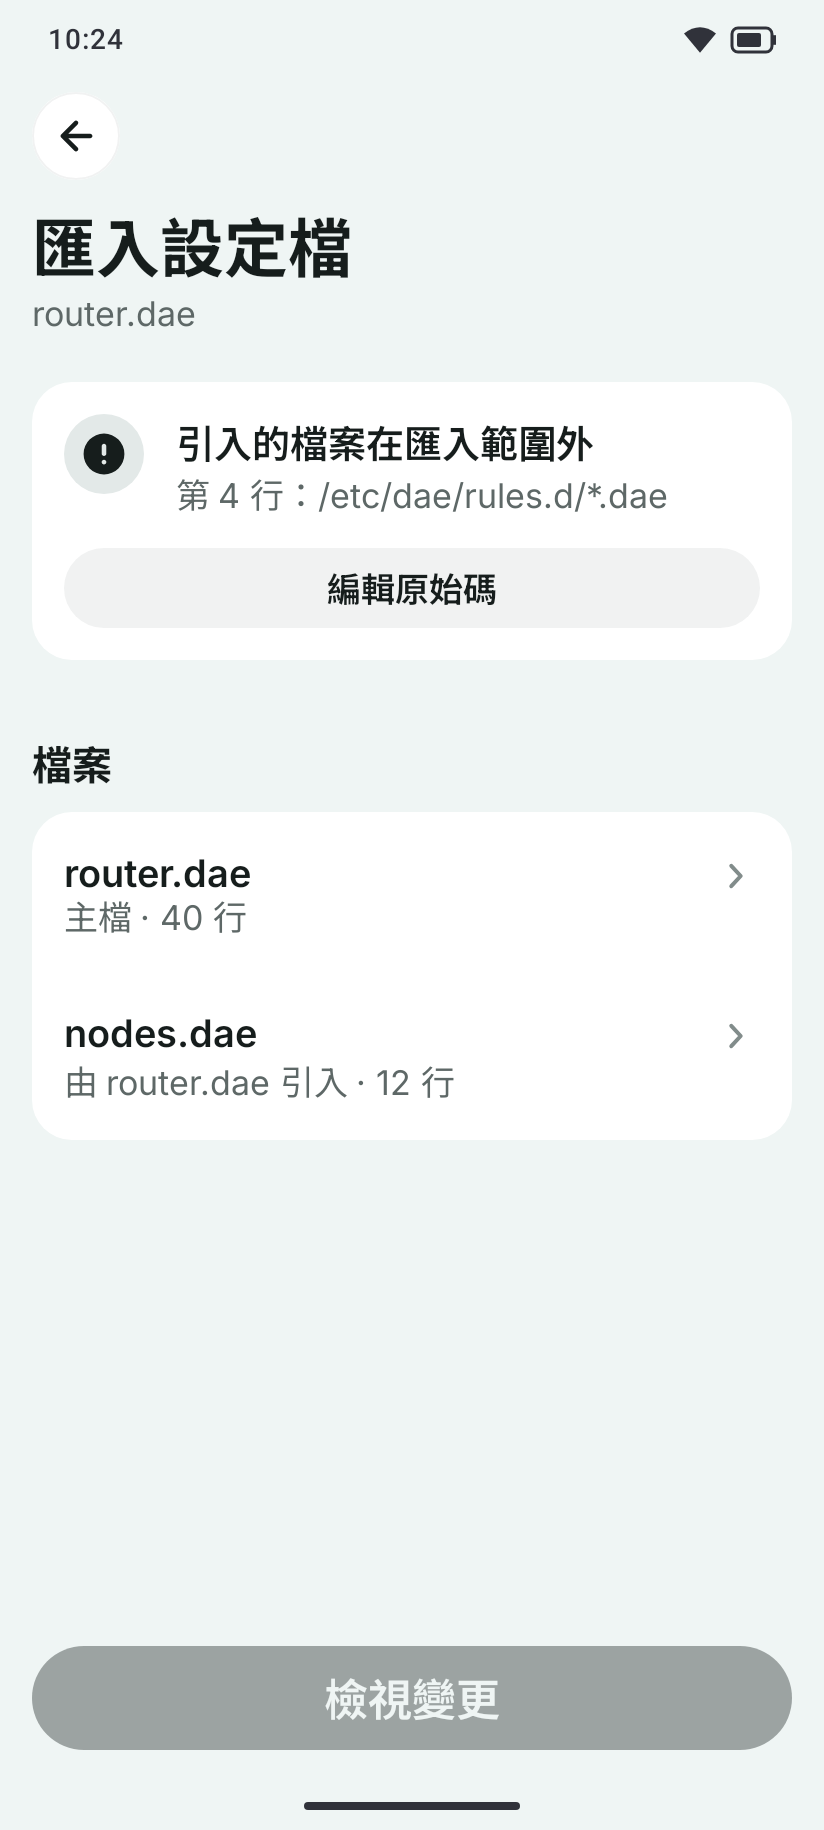 10:24
匯入設定檔
router.dae
引入的檔案在匯入範圍外
第 4 行：/etc/dae/rules.d/*.dae
編輯原始碼
檔案
router.dae
主檔 · 40 行
nodes.dae
由 router.dae 引入 · 12 行
檢視變更